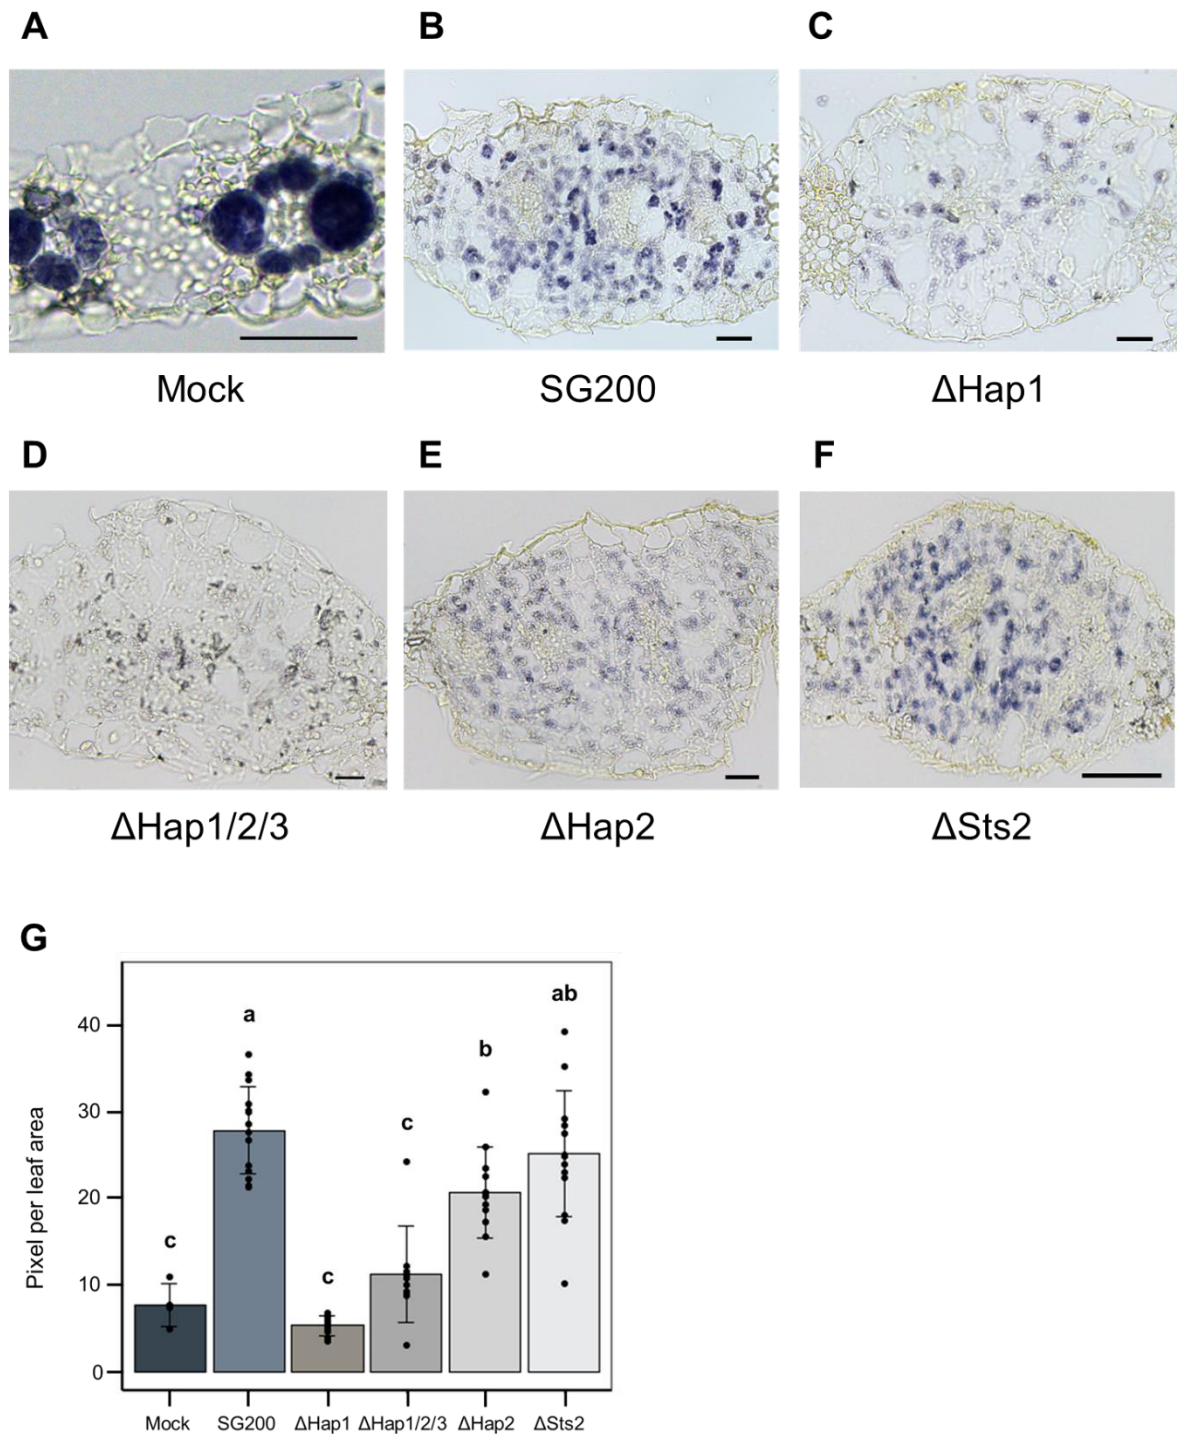 A
B
C
Mock
SG200
ΔHap1
D
E
F
ΔHap1/2/3
ΔHap2
ΔSts2
G
Pixel per leaf area
40
30
20
10
0
c
a
c
c
b
ab
Mock
SG200
ΔHap1
ΔHap1/2/3
ΔHap2
ΔSts2